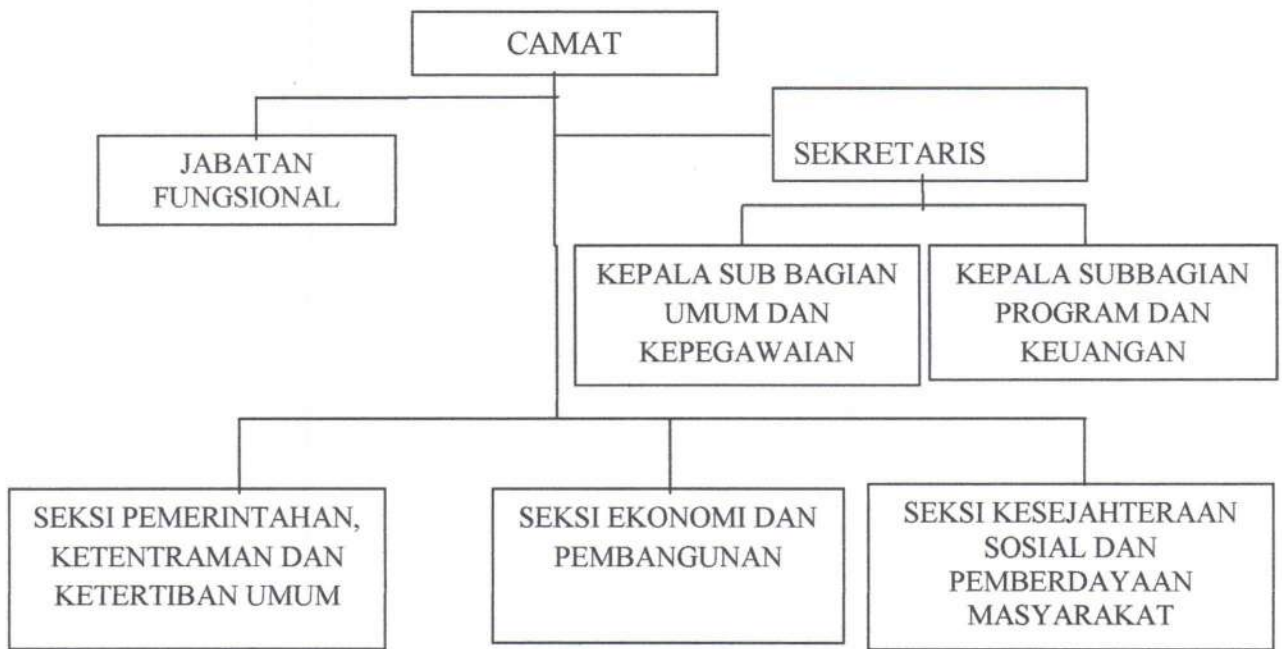 CAMAT
JABATAN
FUNGSIONAL
SEKRETARIS
KEPALA SUB BAGIAN
UMUM DAN
KEPEGAWAIAN
KEPALA SUBBAGIAN
PROGRAM DAN
KEUANGAN
SEKSI PEMERINTAHAN,
KETENTRAMAN DAN
KETERTIBAN UMUM
SEKSI EKONOMI DAN
PEMBANGUNAN
SEKSI KESEJAHTERAAN
SOSIAL DAN
PEMBERDAYAAN
MASYARAKAT